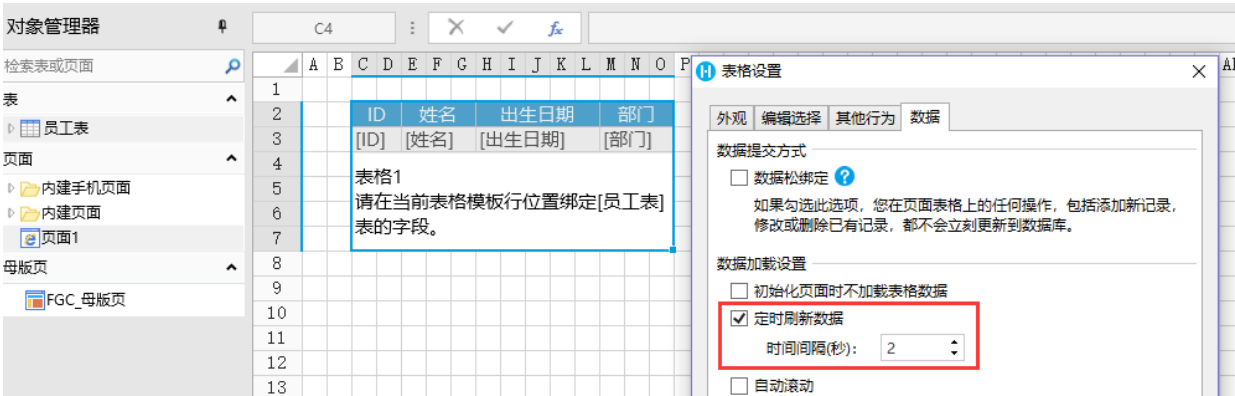 对象管理器
检索表或页面
表
员工表
页面
内建手机页面
内建页面
页面1
母版页
FGC_母版页
C4
fx
A B C D E F G H I J K L M N O P
1
2 ID 姓名 出生日期 部门
3 [ID] [姓名] [出生日期] [部门]
4
表格1
5
请在当前表格模板行位置绑定[员工表]
6
表的字段。
7
8
9
10
11
12
13
表格设置
外观 编辑选择 其他行为 数据
数据提交方式
数据松绑定 ?
如果勾选此选项，您在页面表格上的任何操作，包括添加新记录，
修改或删除已有记录，都不会立刻更新到数据库。
数据加载设置
初始化页面时不加载表格数据
定时刷新数据
时间间隔(秒): 2
自动滚动